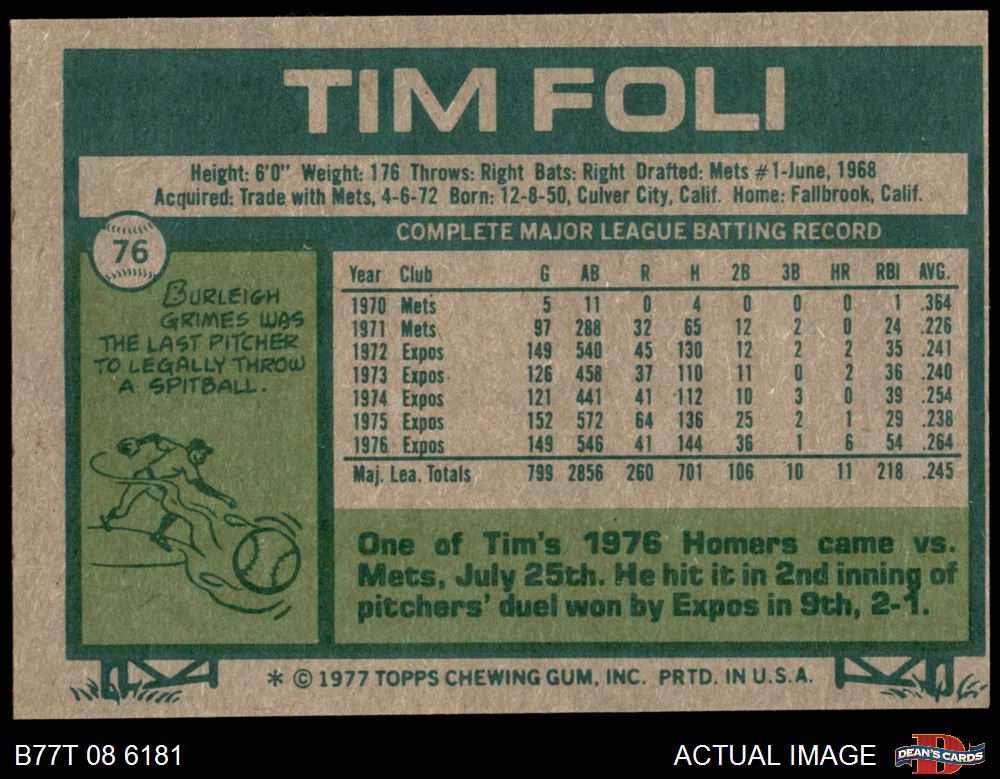 TIM FOLI
Height: 6'0" Weight: 176 Throws: Right Bats: Right Drafted: Mets #1-June, 1968
Acquired: Trade with Mets, 4-6-72 Born: 12-8-50, Culver City, Calif. Home: Fallbrook, Calif.
76
BURLEIGH
GRIMES WAS
THE LAST PITCHER
TO LEGALLY THROW
A SPITBALL.
COMPLETE MAJOR LEAGUE BATTING RECORD
Year Club G AB R H 2B 3B HR RBI AVG.
1970 Mets 5 11 0 4 0 0 0 1 .364
1971 Mets 97 288 32 65 12 2 0 24 .226
1972 Expos 149 540 45 130 12 2 2 35 .241
1973 Expos 126 458 37 110 11 0 2 36 .240
1974 Expos 121 441 41 112 10 3 0 39 .254
1975 Expos 152 572 64 136 25 2 1 29 .238
1976 Expos 149 546 41 144 36 1 6 54 .264
Maj. Lea. Totals 799 2856 260 701 106 10 11 218 .245
One of Tim's 1976 Homers came vs.
Mets, July 25th. He hit it in 2nd inning of
pitchers' duel won by Expos in 9th, 2-1.
* © 1977 TOPPS CHEWING GUM, INC. PRTD. IN U.S.A.
B77T 08 6181
ACTUAL IMAGE
DEAN'S CARDS